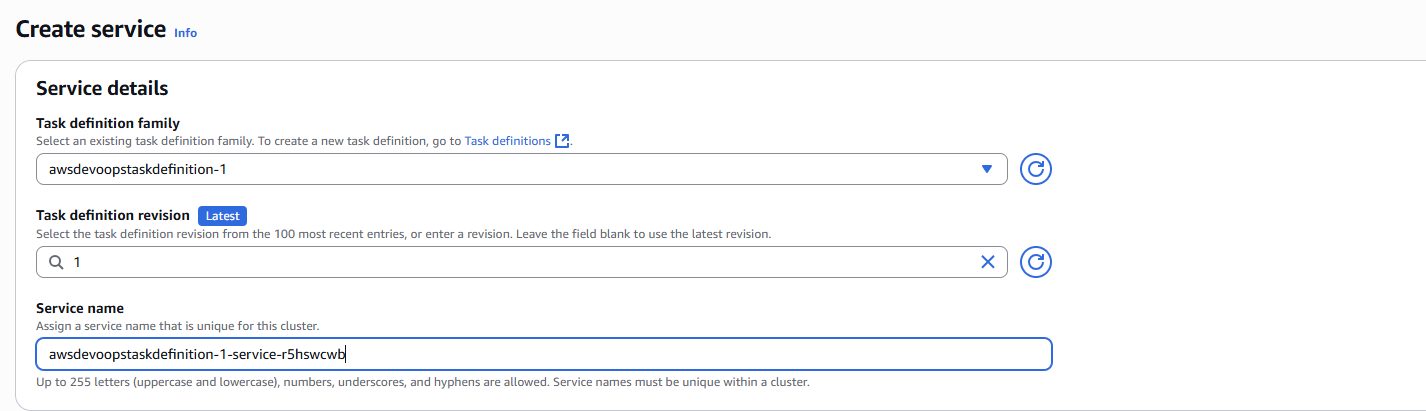 Create service Info
Service details
Task definition family
Select an existing task definition family. To create a new task definition, go to Task definitions.
awsdevoopstaskdefinition-1
Task definition revision Latest
Select the task definition revision from the 100 most recent entries, or enter a revision. Leave the field blank to use the latest revision.
1
Service name
Assign a service name that is unique for this cluster.
awsdevoopstaskdefinition-1-service-r5hswcwb
Up to 255 letters (uppercase and lowercase), numbers, underscores, and hyphens are allowed. Service names must be unique within a cluster.